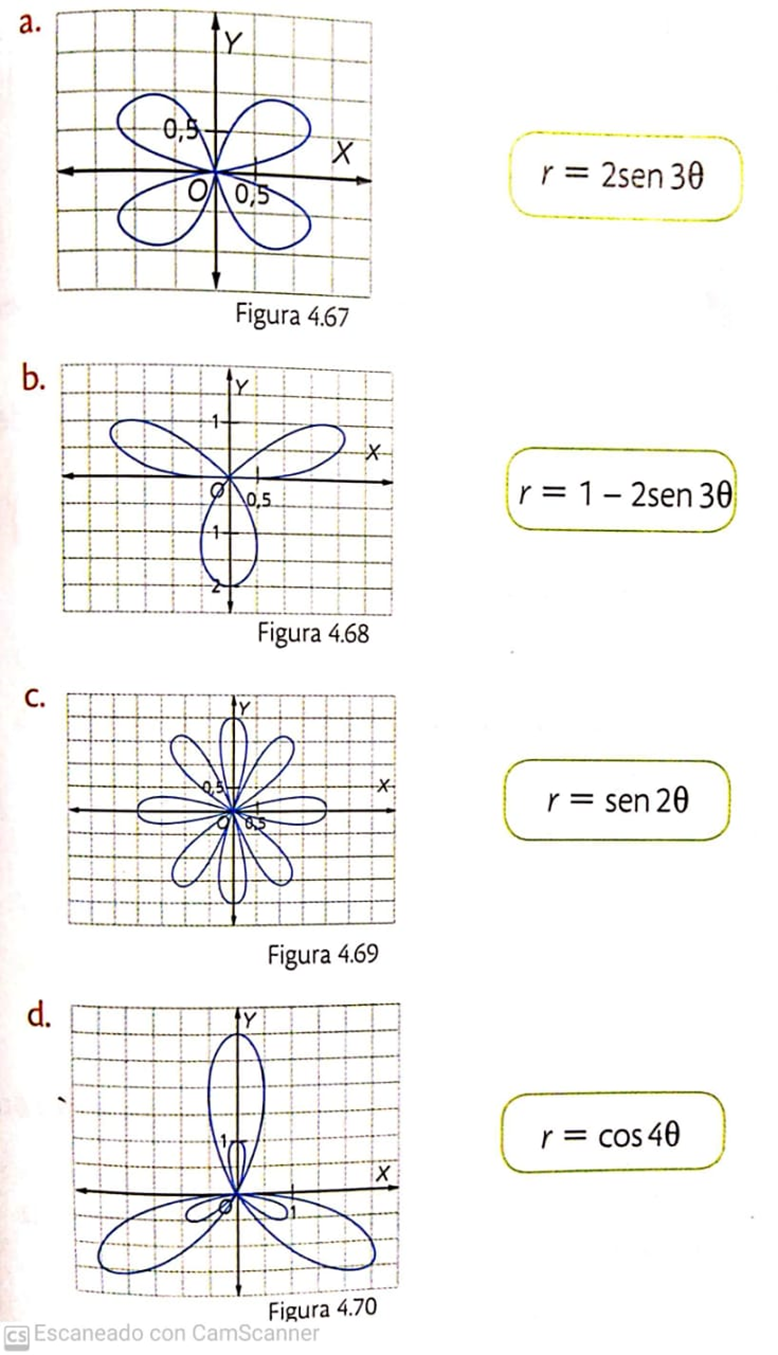 a.
Y
0,5
X
O
0,5
r = 2sen 3θ
Figura 4.67
b.
Y
1
X
O
0,5
1
2
r = 1 – 2sen 3θ
Figura 4.68
c.
Y
0,5
X
O
0,5
r = sen 2θ
Figura 4.69
d.
Y
1
X
O
1
r = cos 4θ
Figura 4.70
CS Escaneado con CamScanner